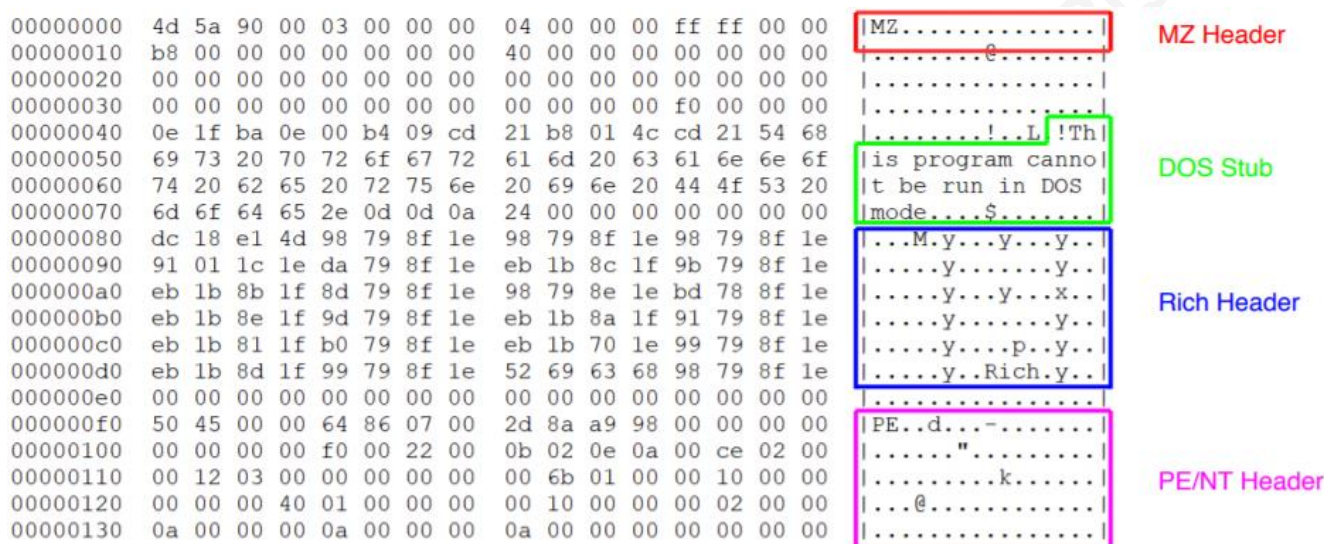 00000000  4d 5a 90 00 03 00 00 00  04 00 00 00 ff ff 00 00  |MZ..............| MZ Header
00000010  b8 00 00 00 00 00 00 00  40 00 00 00 00 00 00 00  |........@.......|
00000020  00 00 00 00 00 00 00 00  00 00 00 00 00 00 00 00  |................|
00000030  00 00 00 00 00 00 00 00  00 00 00 00 f0 00 00 00  |................|
00000040  0e 1f ba 0e 00 b4 09 cd  21 b8 01 4c cd 21 54 68  |........!..L.!Th|
00000050  69 73 20 70 72 6f 67 72  61 6d 20 63 61 6e 6e 6f  |is program canno| DOS Stub
00000060  74 20 62 65 20 72 75 6e  20 69 6e 20 44 4f 53 20  |t be run in DOS |
00000070  6d 6f 64 65 2e 0d 0d 0a  24 00 00 00 00 00 00 00  |mode....$.......|
00000080  dc 18 e1 4d 98 79 8f 1e  98 79 8f 1e 98 79 8f 1e  |...M.y...y...y..|
00000090  91 01 1c 1e da 79 8f 1e  eb 1b 8c 1f 9b 79 8f 1e  |.....y.......y..|
000000a0  eb 1b 8b 1f 8d 79 8f 1e  98 79 8e 1e bd 78 8f 1e  |.....y...y...x..| Rich Header
000000b0  eb 1b 8e 1f 9d 79 8f 1e  eb 1b 8a 1f 91 79 8f 1e  |.....y.......y..|
000000c0  eb 1b 81 1f b0 79 8f 1e  eb 1b 70 1e 99 79 8f 1e  |.....y....p..y..|
000000d0  eb 1b 8d 1f 99 79 8f 1e  52 69 63 68 98 79 8f 1e  |.....y..Rich.y..|
000000e0  00 00 00 00 00 00 00 00  00 00 00 00 00 00 00 00  |................|
000000f0  50 45 00 00 64 86 07 00  2d 8a a9 98 00 00 00 00  |PE..d...-.......|
00000100  00 00 00 00 f0 00 22 00  0b 02 0e 0a 00 ce 02 00  |......".........|
00000110  00 12 03 00 00 00 00 00  00 6b 01 00 00 10 00 00  |.........k......| PE/NT Header
00000120  00 00 00 40 01 00 00 00  00 10 00 00 00 02 00 00  |...@............|
00000130  0a 00 00 00 0a 00 00 00  0a 00 00 00 00 00 00 00  |................|